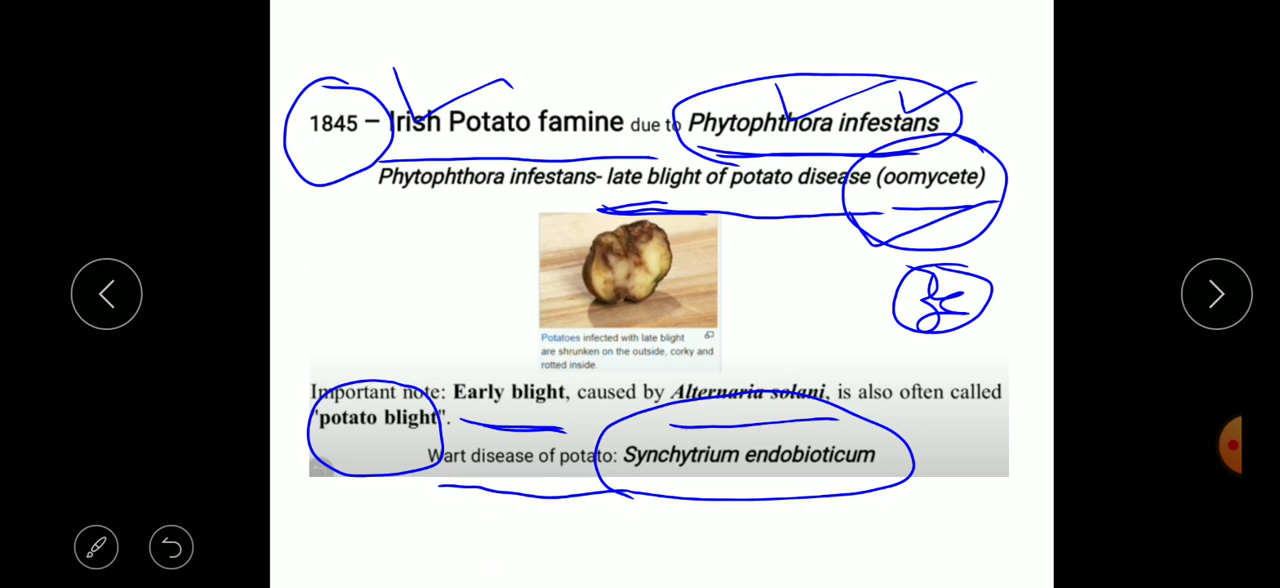 1845 – Irish Potato famine due to Phytophthora infestans
Phytophthora infestans- late blight of potato disease (oomycete)
Potatoes infected with late blight
are shrunken on the outside, corky and
rotted inside.
Important note: Early blight, caused by Alternaria solani, is also often called
"potato blight".
Wart disease of potato: Synchytrium endobioticum